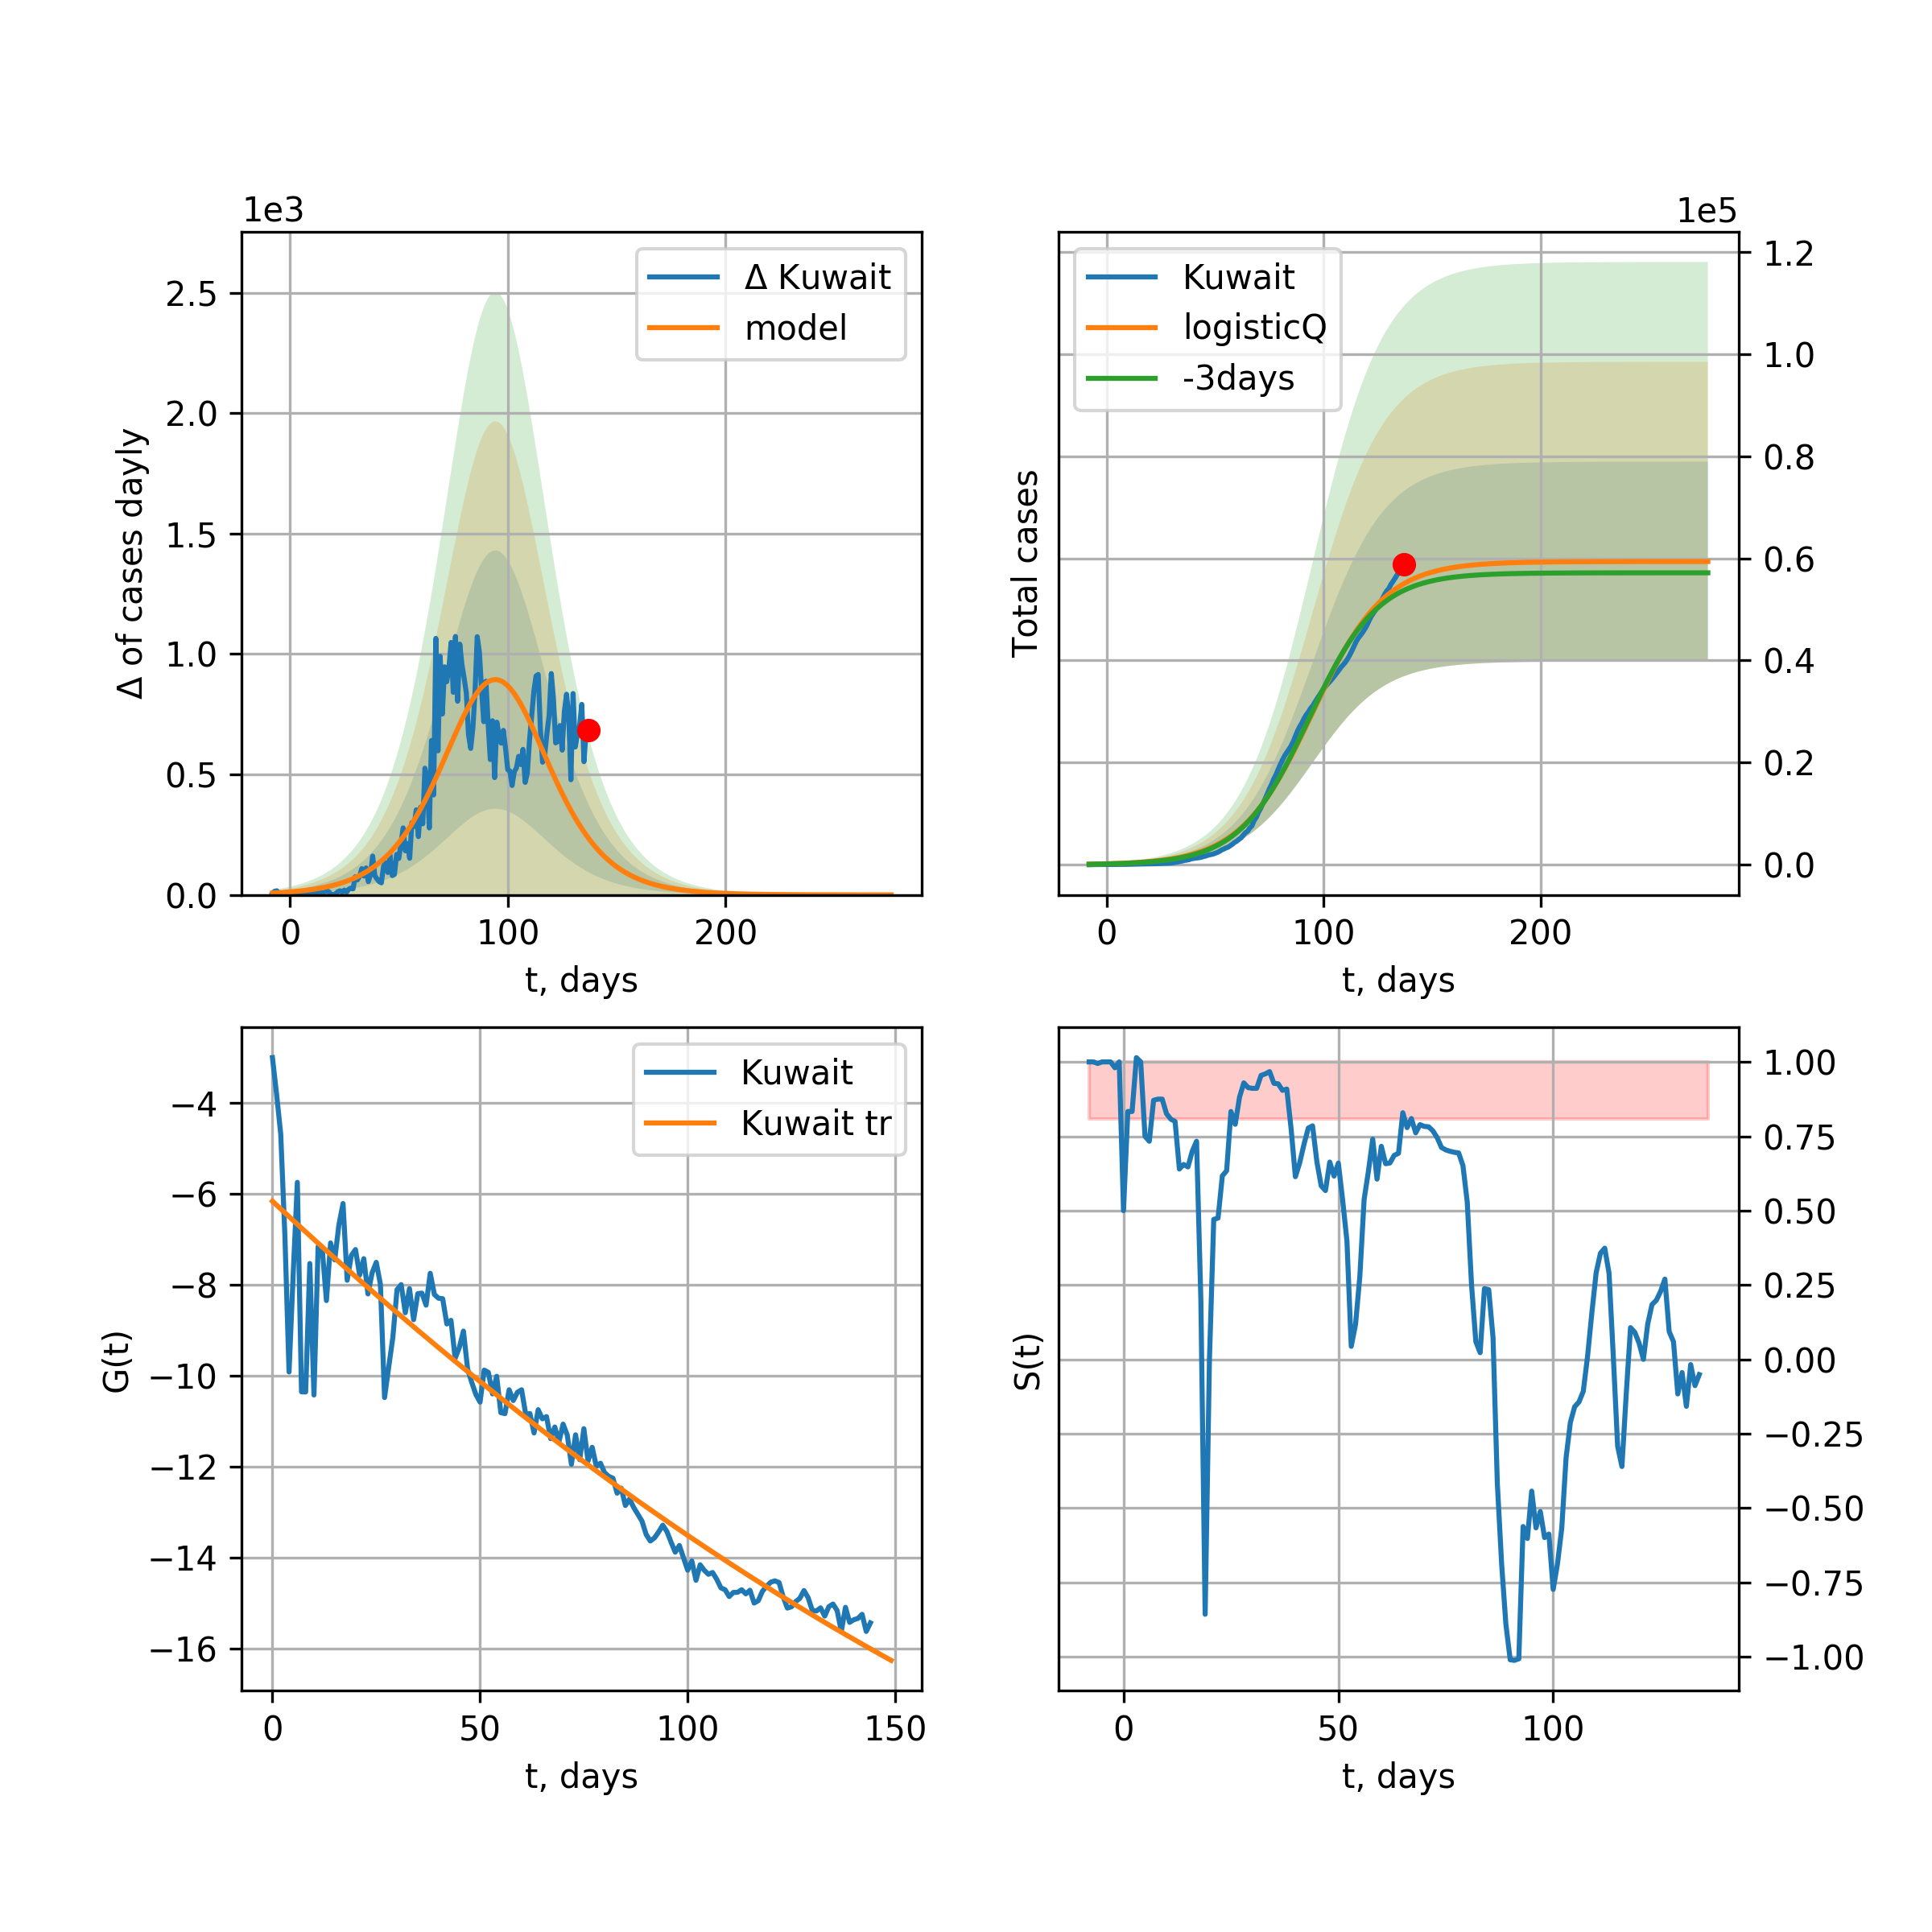 1e3
Δ of cases dayly
2.5
2.0
1.5
1.0
0.5
0.0
Δ Kuwait
model
0
100
200
t, days
1e5
Total cases
Kuwait
logisticQ
-3days
1.2
1.0
0.8
0.6
0.4
0.2
0.0
0
100
200
t, days
G(t)
−4
−6
−8
−10
−12
−14
−16
Kuwait
Kuwait tr
0
50
100
150
t, days
S(t)
1.00
0.75
0.50
0.25
0.00
−0.25
−0.50
−0.75
−1.00
0
50
100
t, days